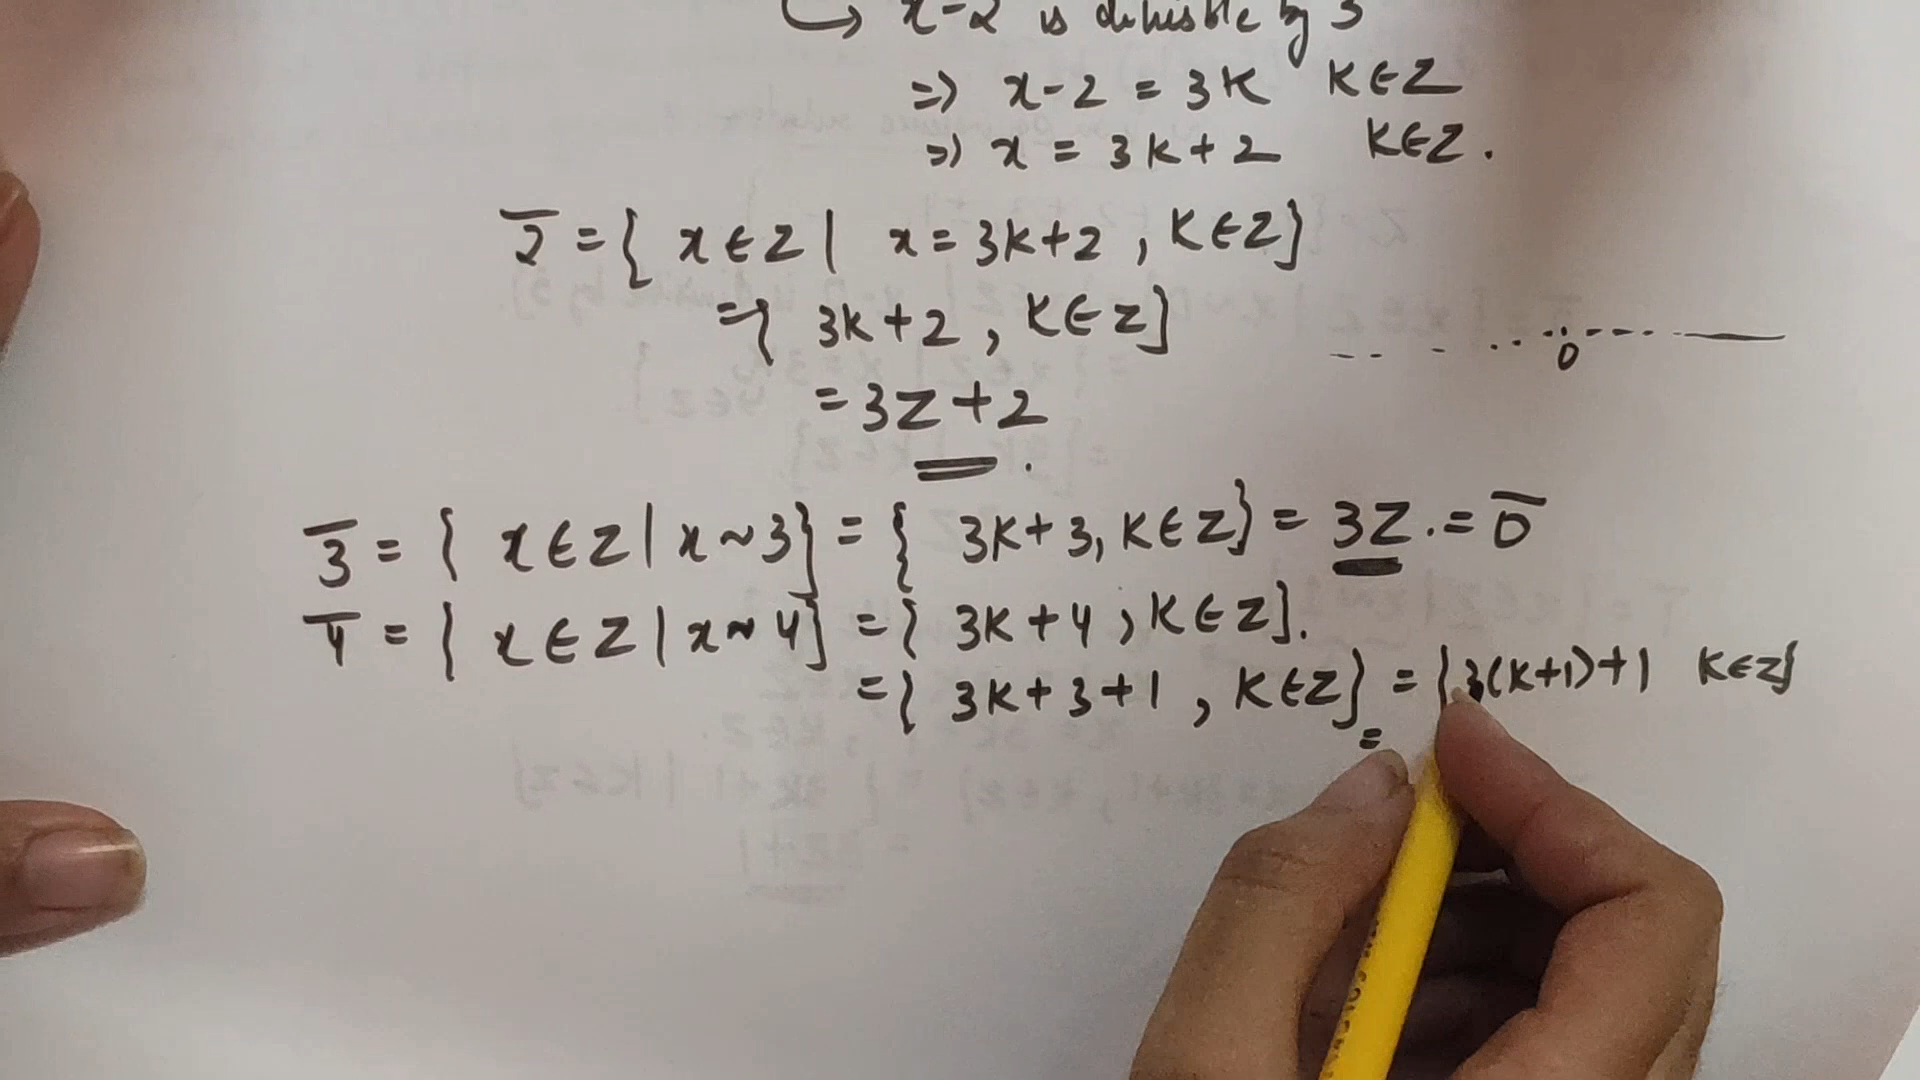 ↳ x-2 is divisible by 3
=> x-2 = 3K K∈Z
=> x = 3K+2 K∈Z.
2̅ = { x∈Z | x=3K+2, K∈Z}
={ 3K+2, K∈Z}
= 3Z+2
0
3̅ = { x∈Z | x~3} = { 3K+3, K∈Z} = 3Z. = 0̅
4̅ = { x∈Z | x~4} = { 3K+4, K∈Z}.
= { 3K+3+1, K∈Z} = {3(K+1)+1 K∈Z}
=